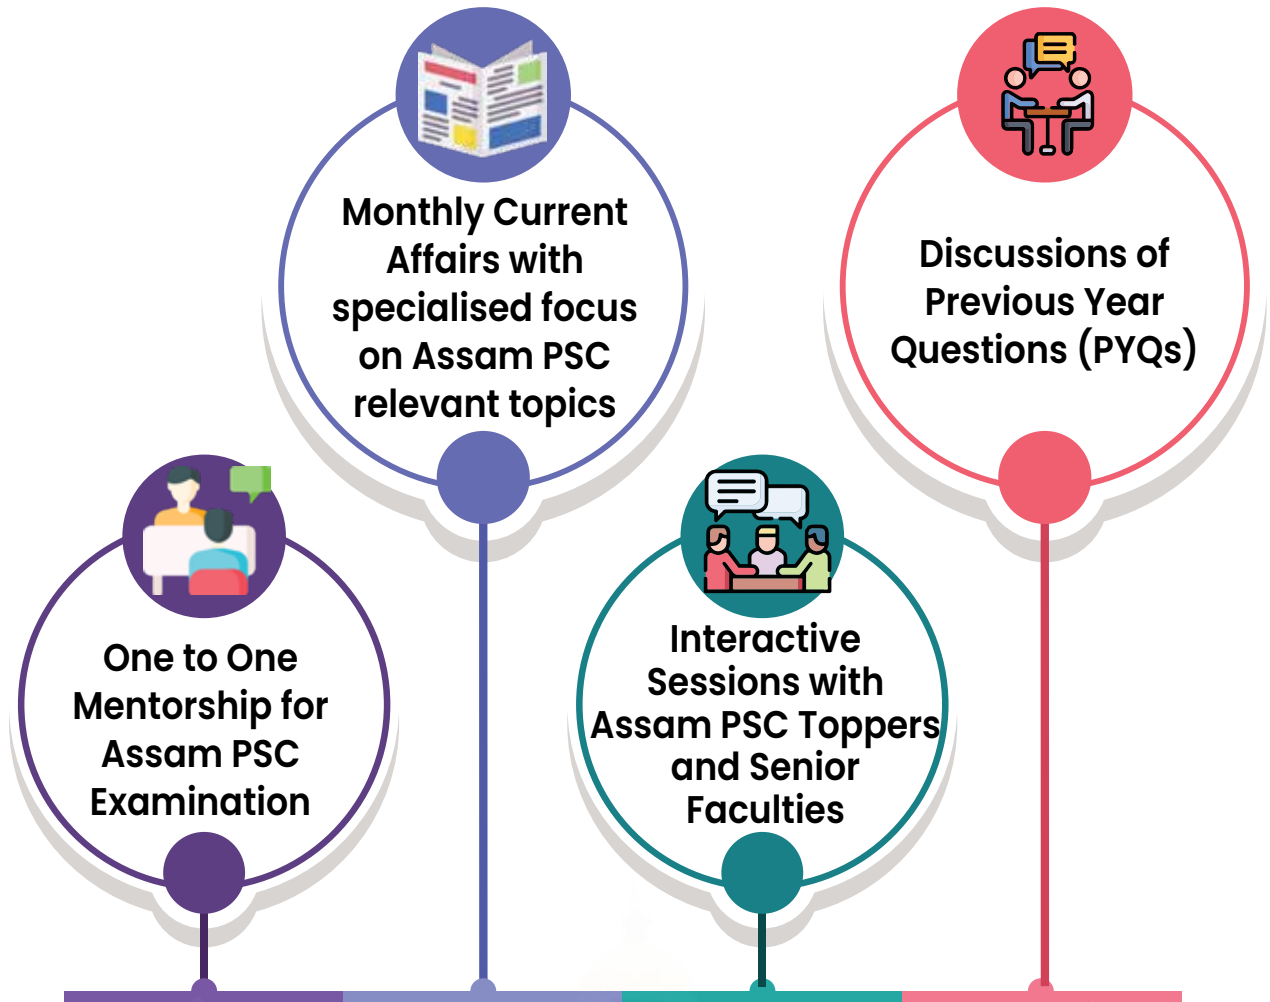 Monthly Current
Affairs with
specialised focus
on Assam PSC
relevant topics
Discussions of
Previous Year
Questions (PYQs)
One to One
Mentorship for
Assam PSC
Examination
Interactive
Sessions with
Assam PSC Toppers
and Senior
Faculties